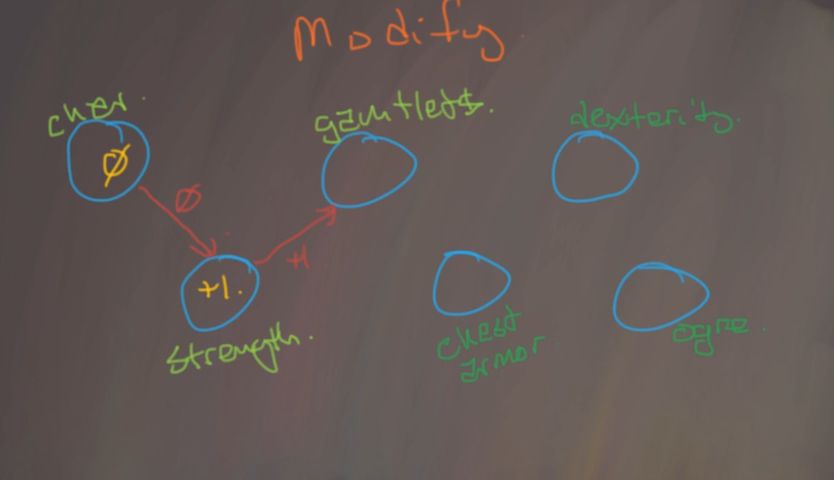 Modify
char.
gauntlets.
dexterity.
Ø
Ø
+1
+1.
strength.
chest
armor.
ogre.